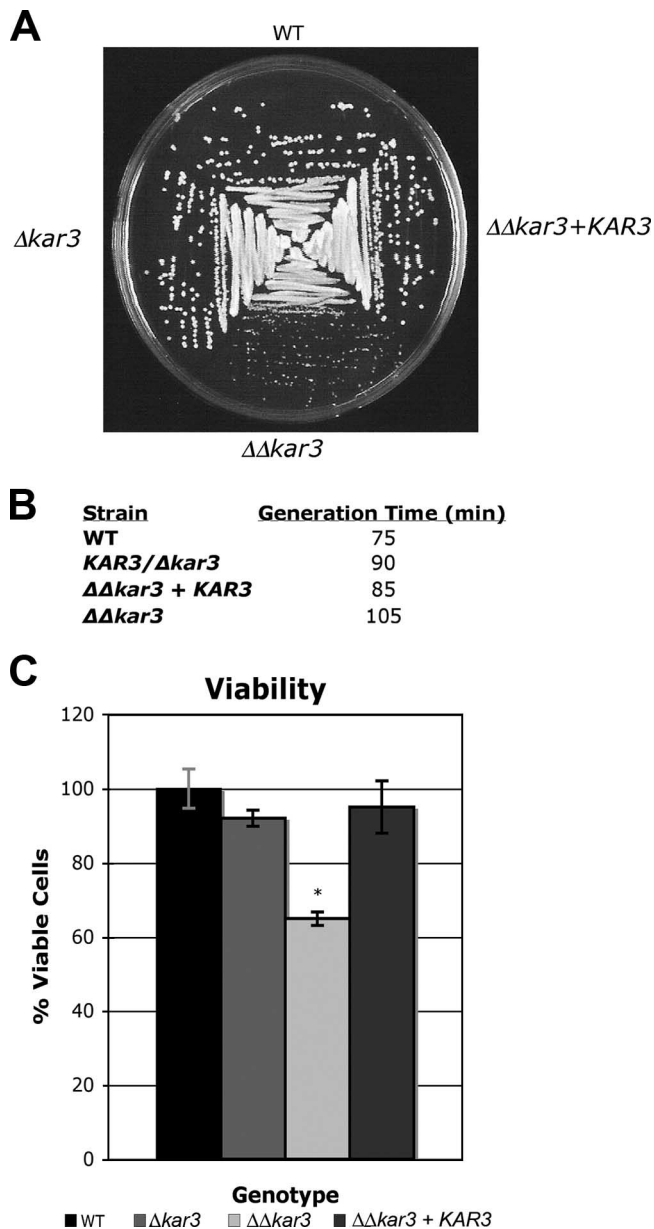 A
WT
Δkar3
ΔΔkar3+KAR3
ΔΔkar3
B
Strain Generation Time (min)
WT 75
KAR3/Δkar3 90
ΔΔkar3 + KAR3 85
ΔΔkar3 105
C
Viability
120
100
80
60
40
20
0
% Viable Cells
*
Genotype
WT Δkar3 ΔΔkar3 ΔΔkar3 + KAR3